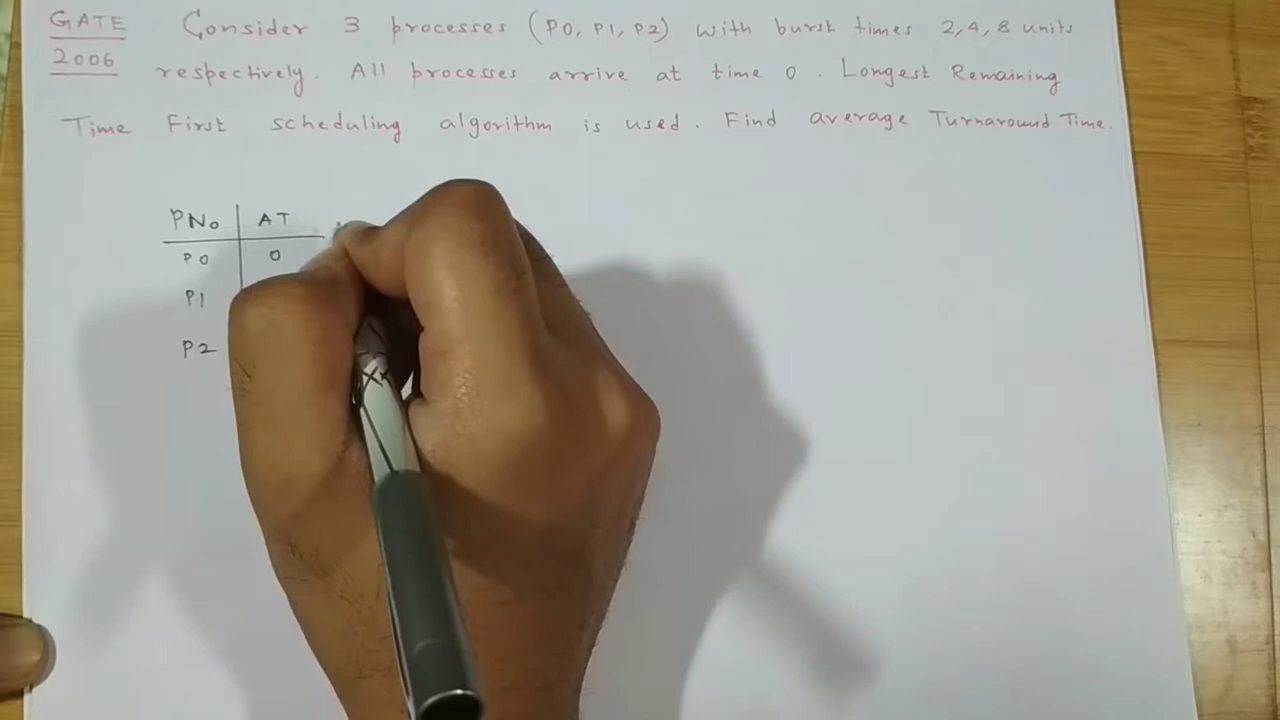 GATE Consider 3 processes (P0, P1, P2) with burst times 2, 4, 8 units
2006 respectively. All processes arrive at time 0. Longest Remaining
Time First scheduling algorithm is used. Find average Turnaround Time.
PNo AT
P0 0
P1
P2